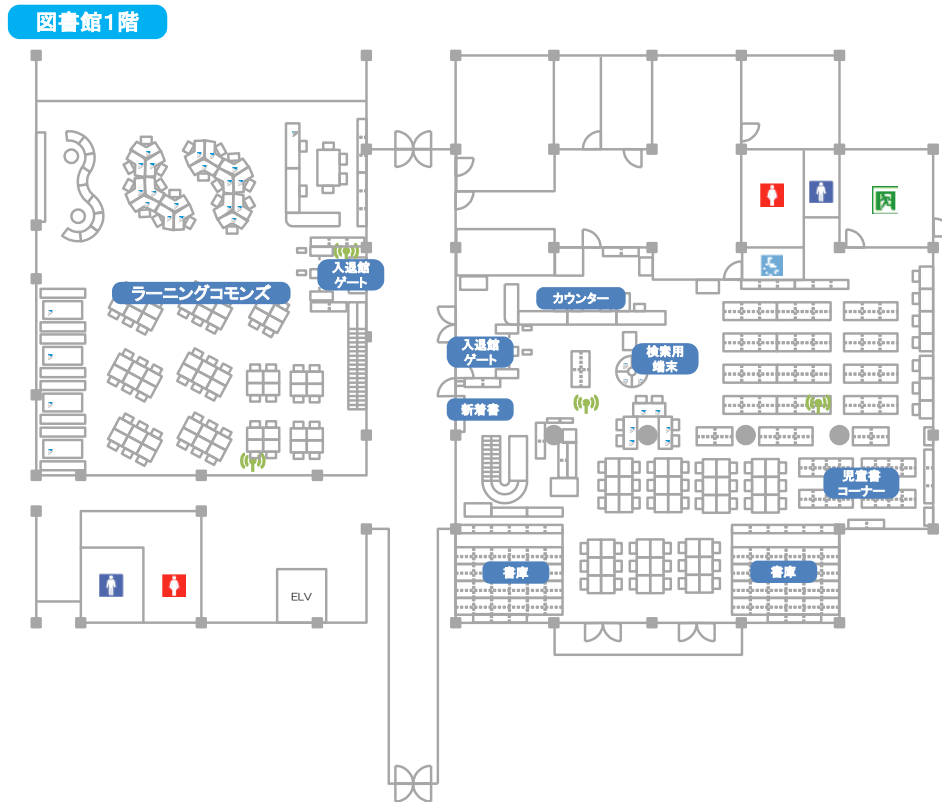 図書館1階
入退館
ゲート
ラーニングコモンズ
カウンター
入退館
ゲート
検索用
端末
新着書
児童書
コーナー
書庫
書庫
ELV